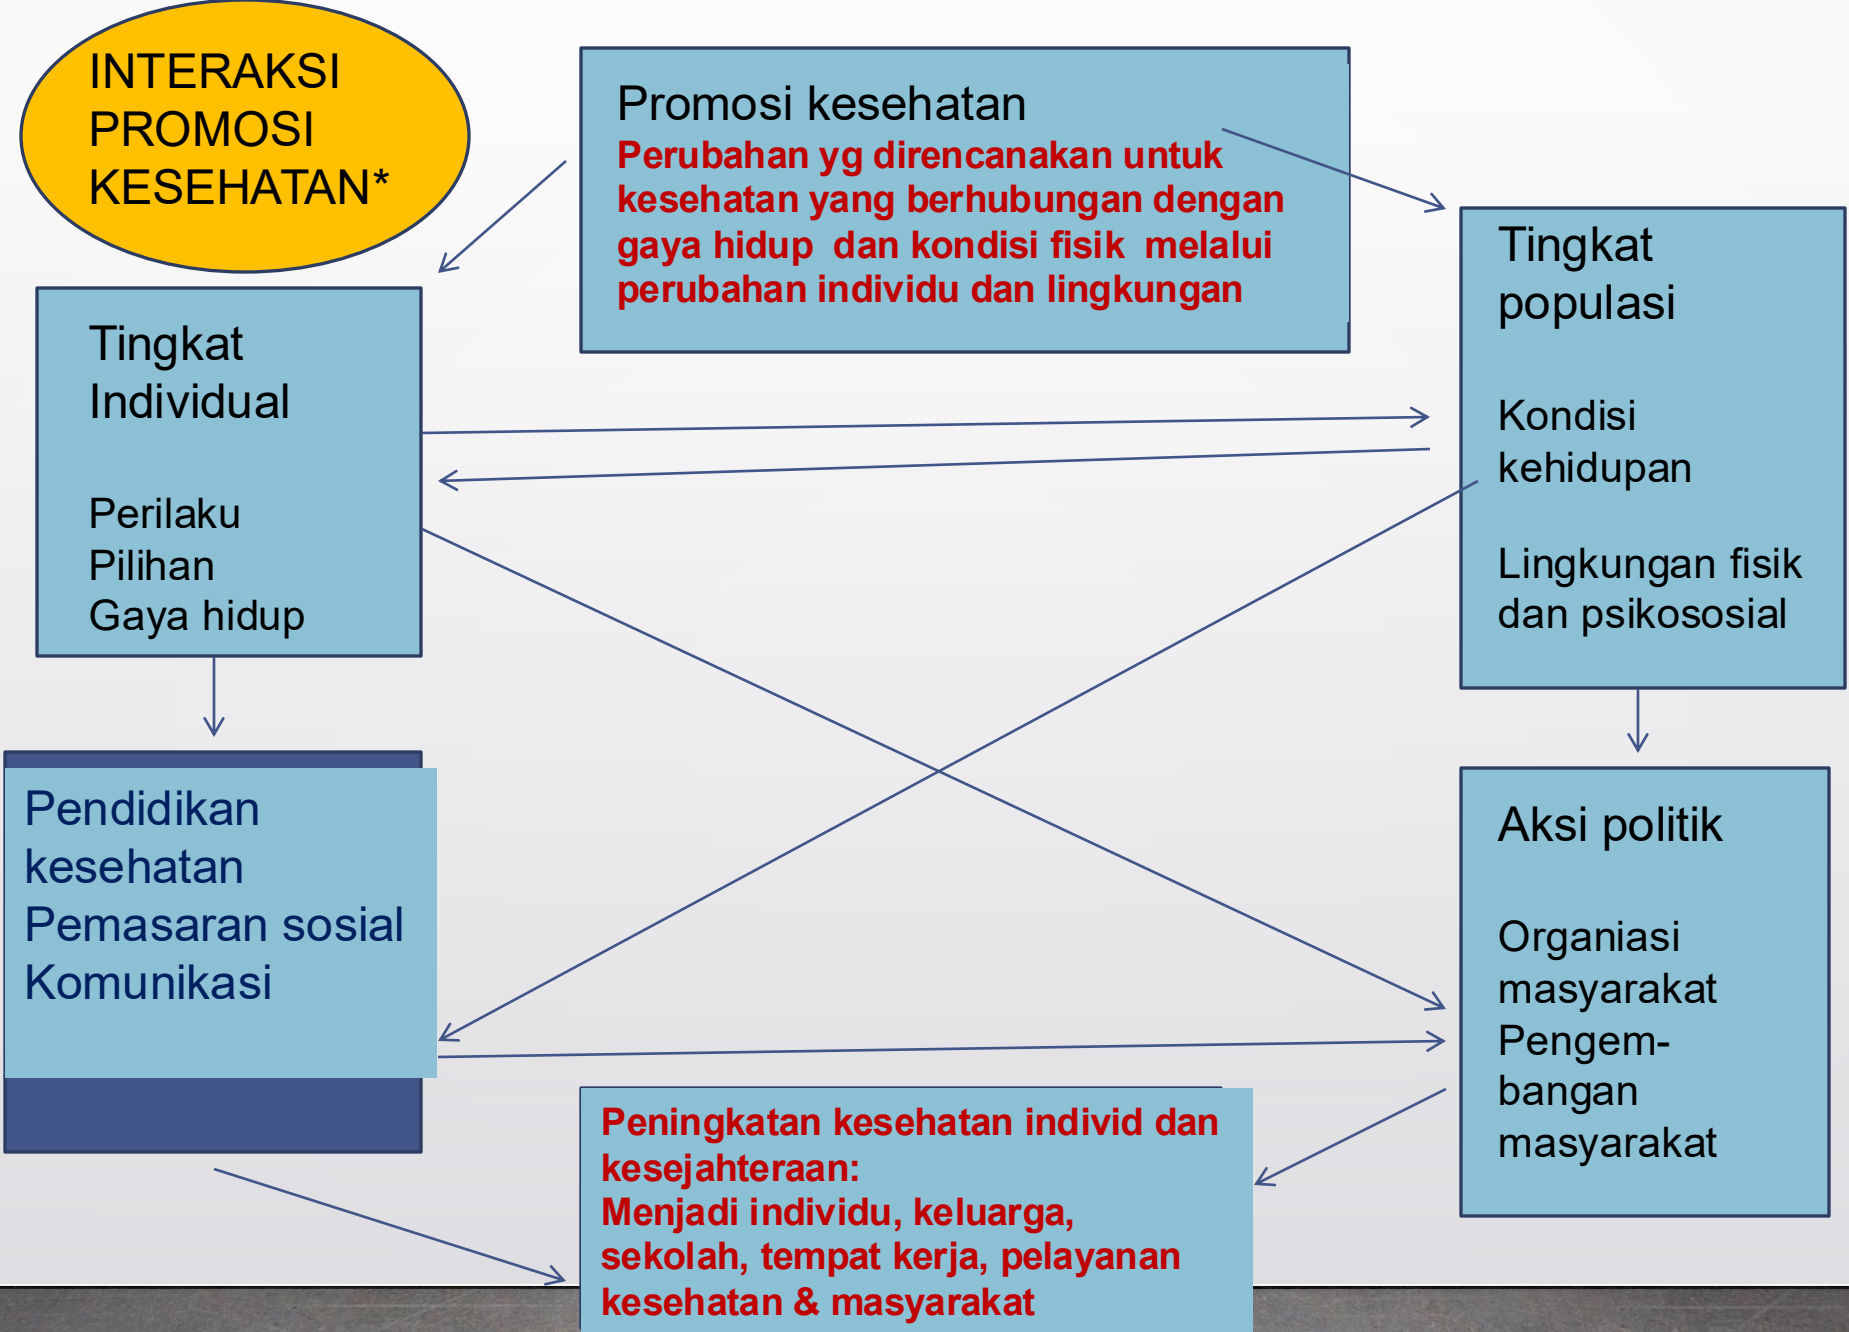 INTERAKSI
PROMOSI
KESEHATAN*
Promosi kesehatan
Perubahan yg direncanakan untuk
kesehatan yang berhubungan dengan
gaya hidup dan kondisi fisik melalui
perubahan individu dan lingkungan
Tingkat
Individual
Perilaku
Pilihan
Gaya hidup
Tingkat
populasi
Kondisi
kehidupan
Lingkungan fisik
dan psikososial
Pendidikan
kesehatan
Pemasaran sosial
Komunikasi
Aksi politik
Organiasi
masyarakat
Pengem-
bangan
masyarakat
Peningkatan kesehatan individ dan
kesejahteraan:
Menjadi individu, keluarga,
sekolah, tempat kerja, pelayanan
kesehatan & masyarakat